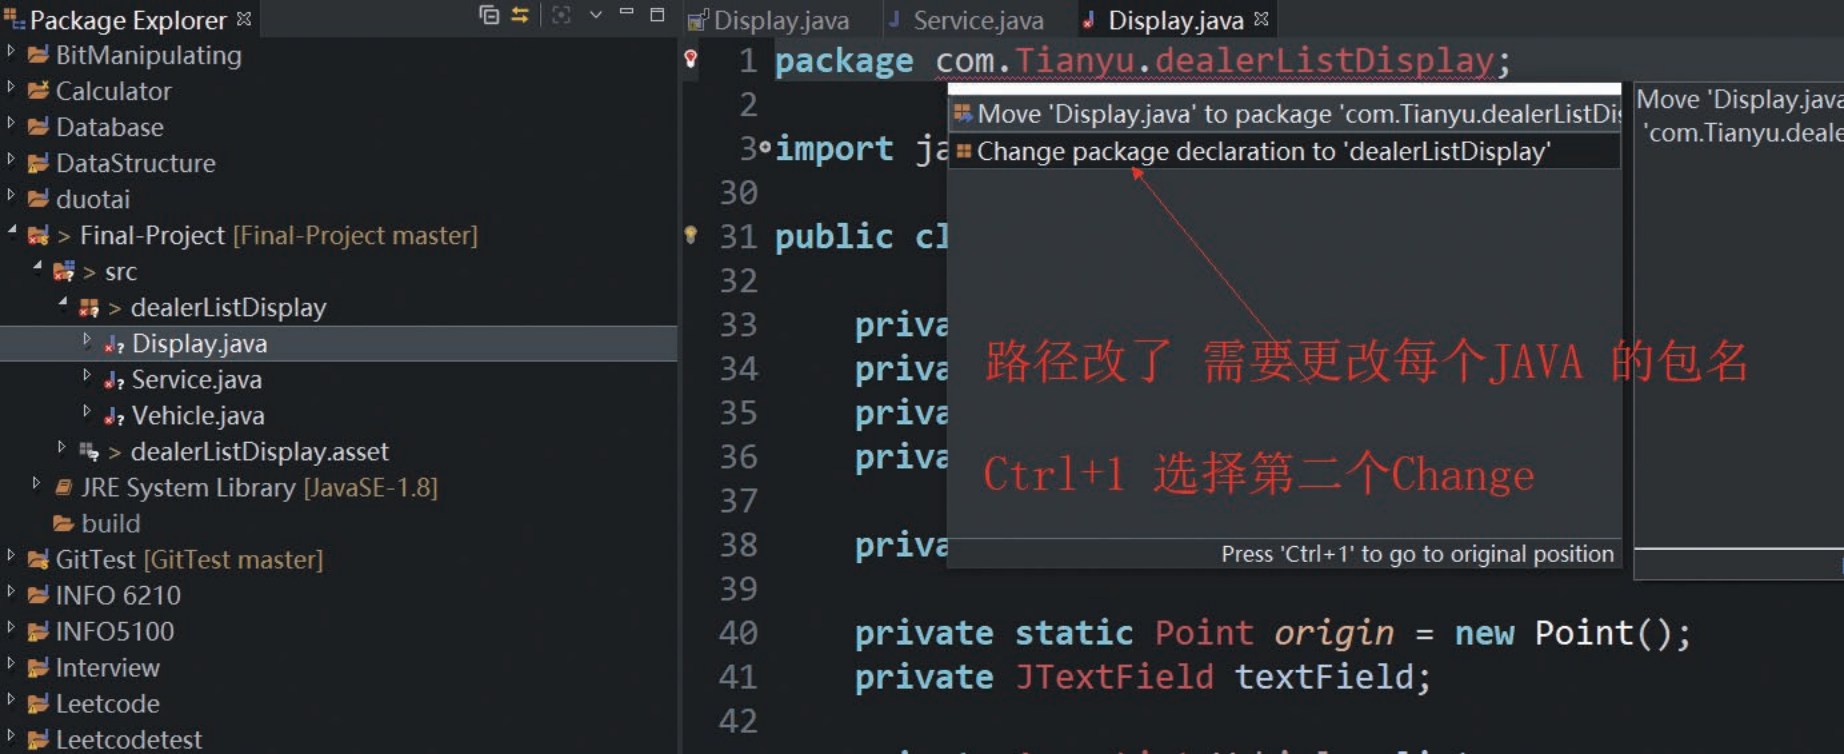 Package Explorer
BitManipulating
Calculator
Database
DataStructure
duotai
> Final-Project [Final-Project master]
> src
> dealerListDisplay
Display.java
Service.java
Vehicle.java
> dealerListDisplay.asset
JRE System Library [JavaSE-1.8]
build
GitTest [GitTest master]
INFO 6210
INFO5100
Interview
Leetcode
Leetcodetest
Display.java Service.java Display.java
1 package com.Tianyu.dealerListDisplay;
2
3 import ja
30
31 public cl
32
33 priva
34 priva
35 priva
36 priva
37
38 priva
39
40 private static Point origin = new Point();
41 private JTextField textField;
42
Move 'Display.java' to package 'com.Tianyu.dealerListDis
Change package declaration to 'dealerListDisplay'
路径改了 需要更改每个JAVA 的包名
Ctrl+1 选择第二个Change
Press 'Ctrl+1' to go to original position
Move 'Display.java
'com.Tianyu.deale